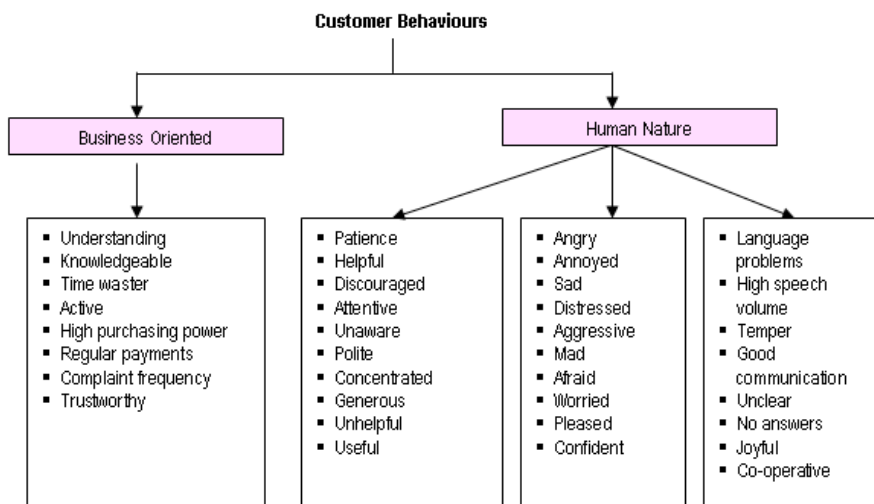 Customer Behaviours
Business Oriented
Human Nature
▪ Understanding
▪ Knowledgeable
▪ Time waster
▪ Active
▪ High purchasing power
▪ Regular payments
▪ Complaint frequency
▪ Trustworthy
▪ Patience
▪ Helpful
▪ Discouraged
▪ Attentive
▪ Unaware
▪ Polite
▪ Concentrated
▪ Generous
▪ Unhelpful
▪ Useful
▪ Angry
▪ Annoyed
▪ Sad
▪ Distressed
▪ Aggressive
▪ Mad
▪ Afraid
▪ Worried
▪ Pleased
▪ Confident
▪ Language
problems
▪ High speech
volume
▪ Temper
▪ Good
communication
▪ Unclear
▪ No answers
▪ Joyful
▪ Co-operative